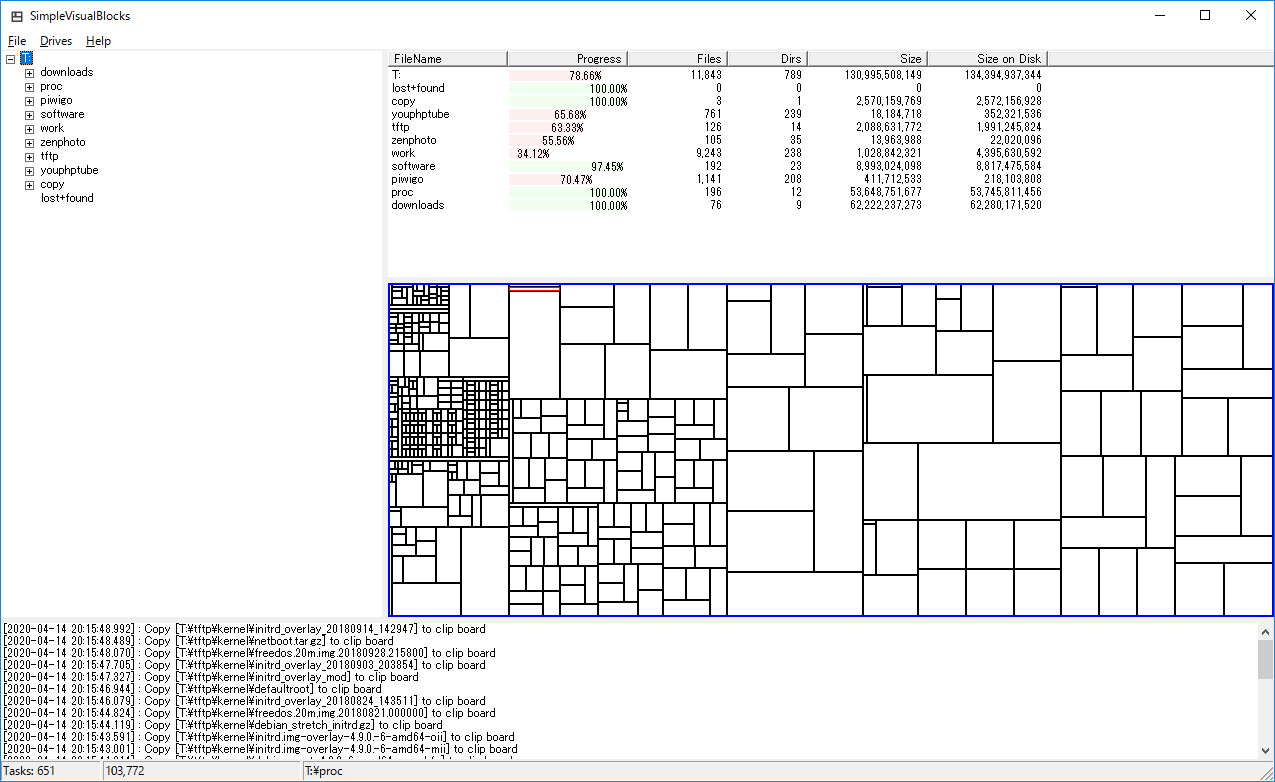 SimpleVisualBlocks
File Drives Help
T:
downloads
proc
piwigo
software
work
zenphoto
tftp
youphptube
copy
lost+found
FileName Progress Files Dirs Size Size on Disk
T: 78.66% 11,843 789 130,995,508,149 134,394,937,344
lost+found 100.00% 0 0 0 0
copy 100.00% 3 1 2,570,159,769 2,572,156,928
youphptube 65.68% 761 239 18,184,718 352,321,536
tftp 63.33% 126 14 2,088,631,772 1,991,245,824
zenphoto 55.56% 105 35 13,963,988 22,020,096
work 34.12% 9,243 238 1,028,842,321 4,395,630,592
software 97.45% 192 23 8,993,024,098 8,817,475,584
piwigo 70.47% 1,141 208 411,712,533 218,103,808
proc 100.00% 196 12 53,648,751,677 53,745,811,456
downloads 100.00% 76 9 62,222,237,273 62,280,171,520
[2020-04-14 20:15:48.992] : Copy [T:¥tftp¥kernel¥initrd_overlay_20180914_142947] to clip board
[2020-04-14 20:15:48.489] : Copy [T:¥tftp¥kernel¥netboot.tar.gz] to clip board
[2020-04-14 20:15:48.070] : Copy [T:¥tftp¥kernel¥freedos.20m.img.20180928.215800] to clip board
[2020-04-14 20:15:47.705] : Copy [T:¥tftp¥kernel¥initrd_overlay_20180903_203854] to clip board
[2020-04-14 20:15:47.327] : Copy [T:¥tftp¥kernel¥initrd_overlay_mod] to clip board
[2020-04-14 20:15:46.944] : Copy [T:¥tftp¥kernel¥defaultroot] to clip board
[2020-04-14 20:15:46.079] : Copy [T:¥tftp¥kernel¥initrd_overlay_20180824_143511] to clip board
[2020-04-14 20:15:44.824] : Copy [T:¥tftp¥kernel¥freedos.20m.img.20180821.000000] to clip board
[2020-04-14 20:15:44.119] : Copy [T:¥tftp¥kernel¥debian_stretch_initrd.gz] to clip board
[2020-04-14 20:15:43.591] : Copy [T:¥tftp¥kernel¥initrd.img-overlay-4.9.0.-6-amd64-oii] to clip board
[2020-04-14 20:15:43.001] : Copy [T:¥tftp¥kernel¥initrd.img-overlay-4.9.0.-6-amd64-mii] to clip board
Tasks: 651 103,772 T:¥proc